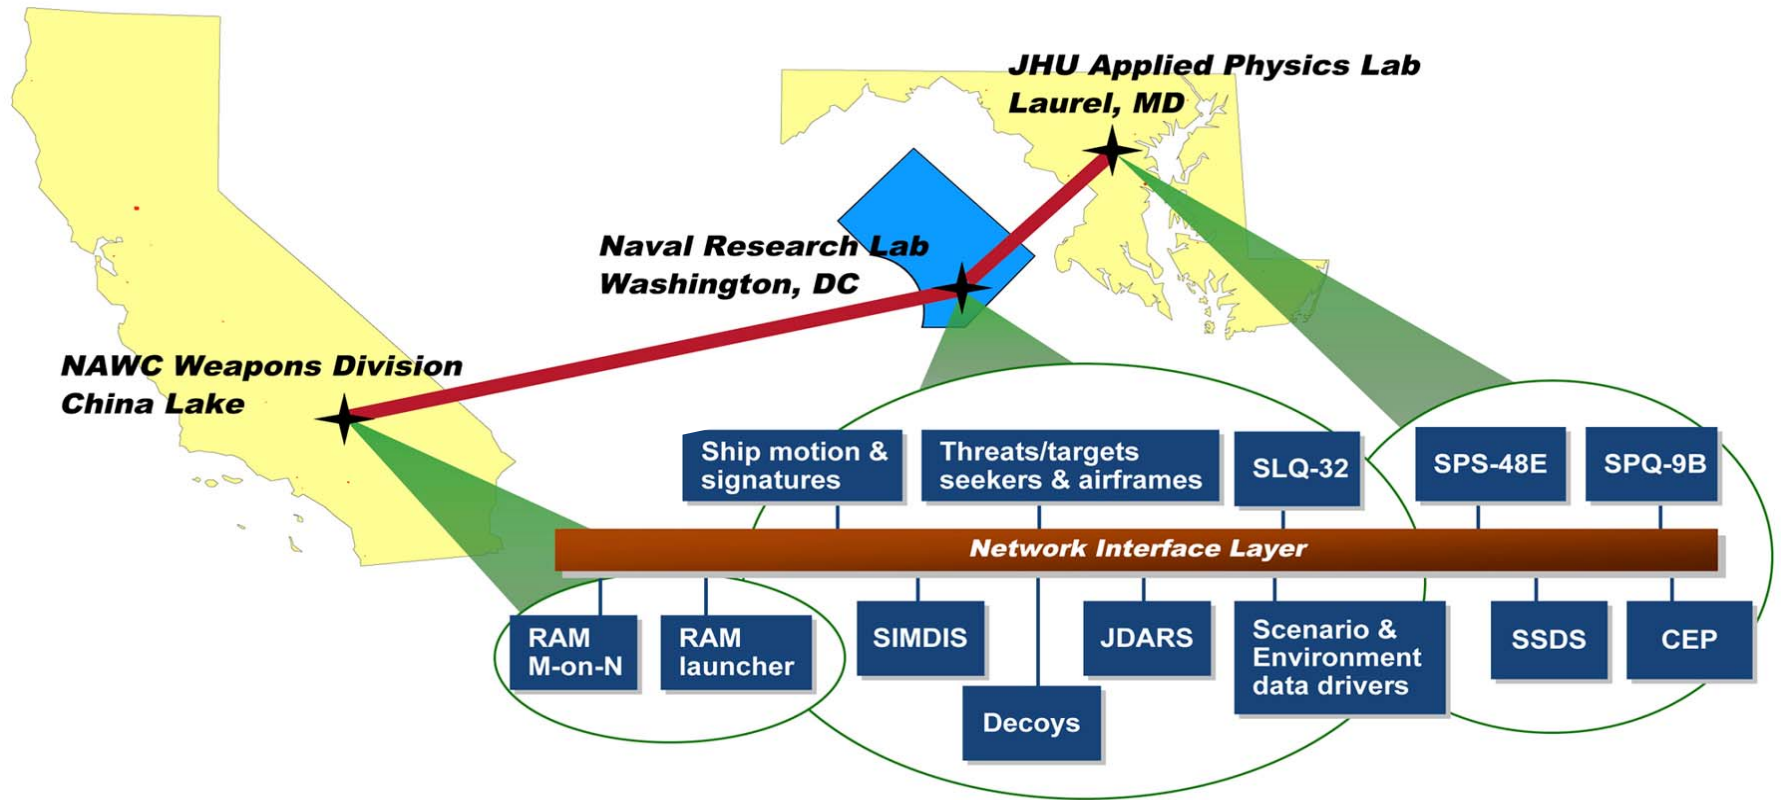 JHU Applied Physics Lab
Laurel, MD
Naval Research Lab
Washington, DC
NAWC Weapons Division
China Lake
Ship motion &
signatures
Threats/targets
seekers & airframes
SLQ-32
SPS-48E
SPQ-9B
Network Interface Layer
RAM
M-on-N
RAM
launcher
SIMDIS
Decoys
JDARS
Scenario &
Environment
data drivers
SSDS
CEP